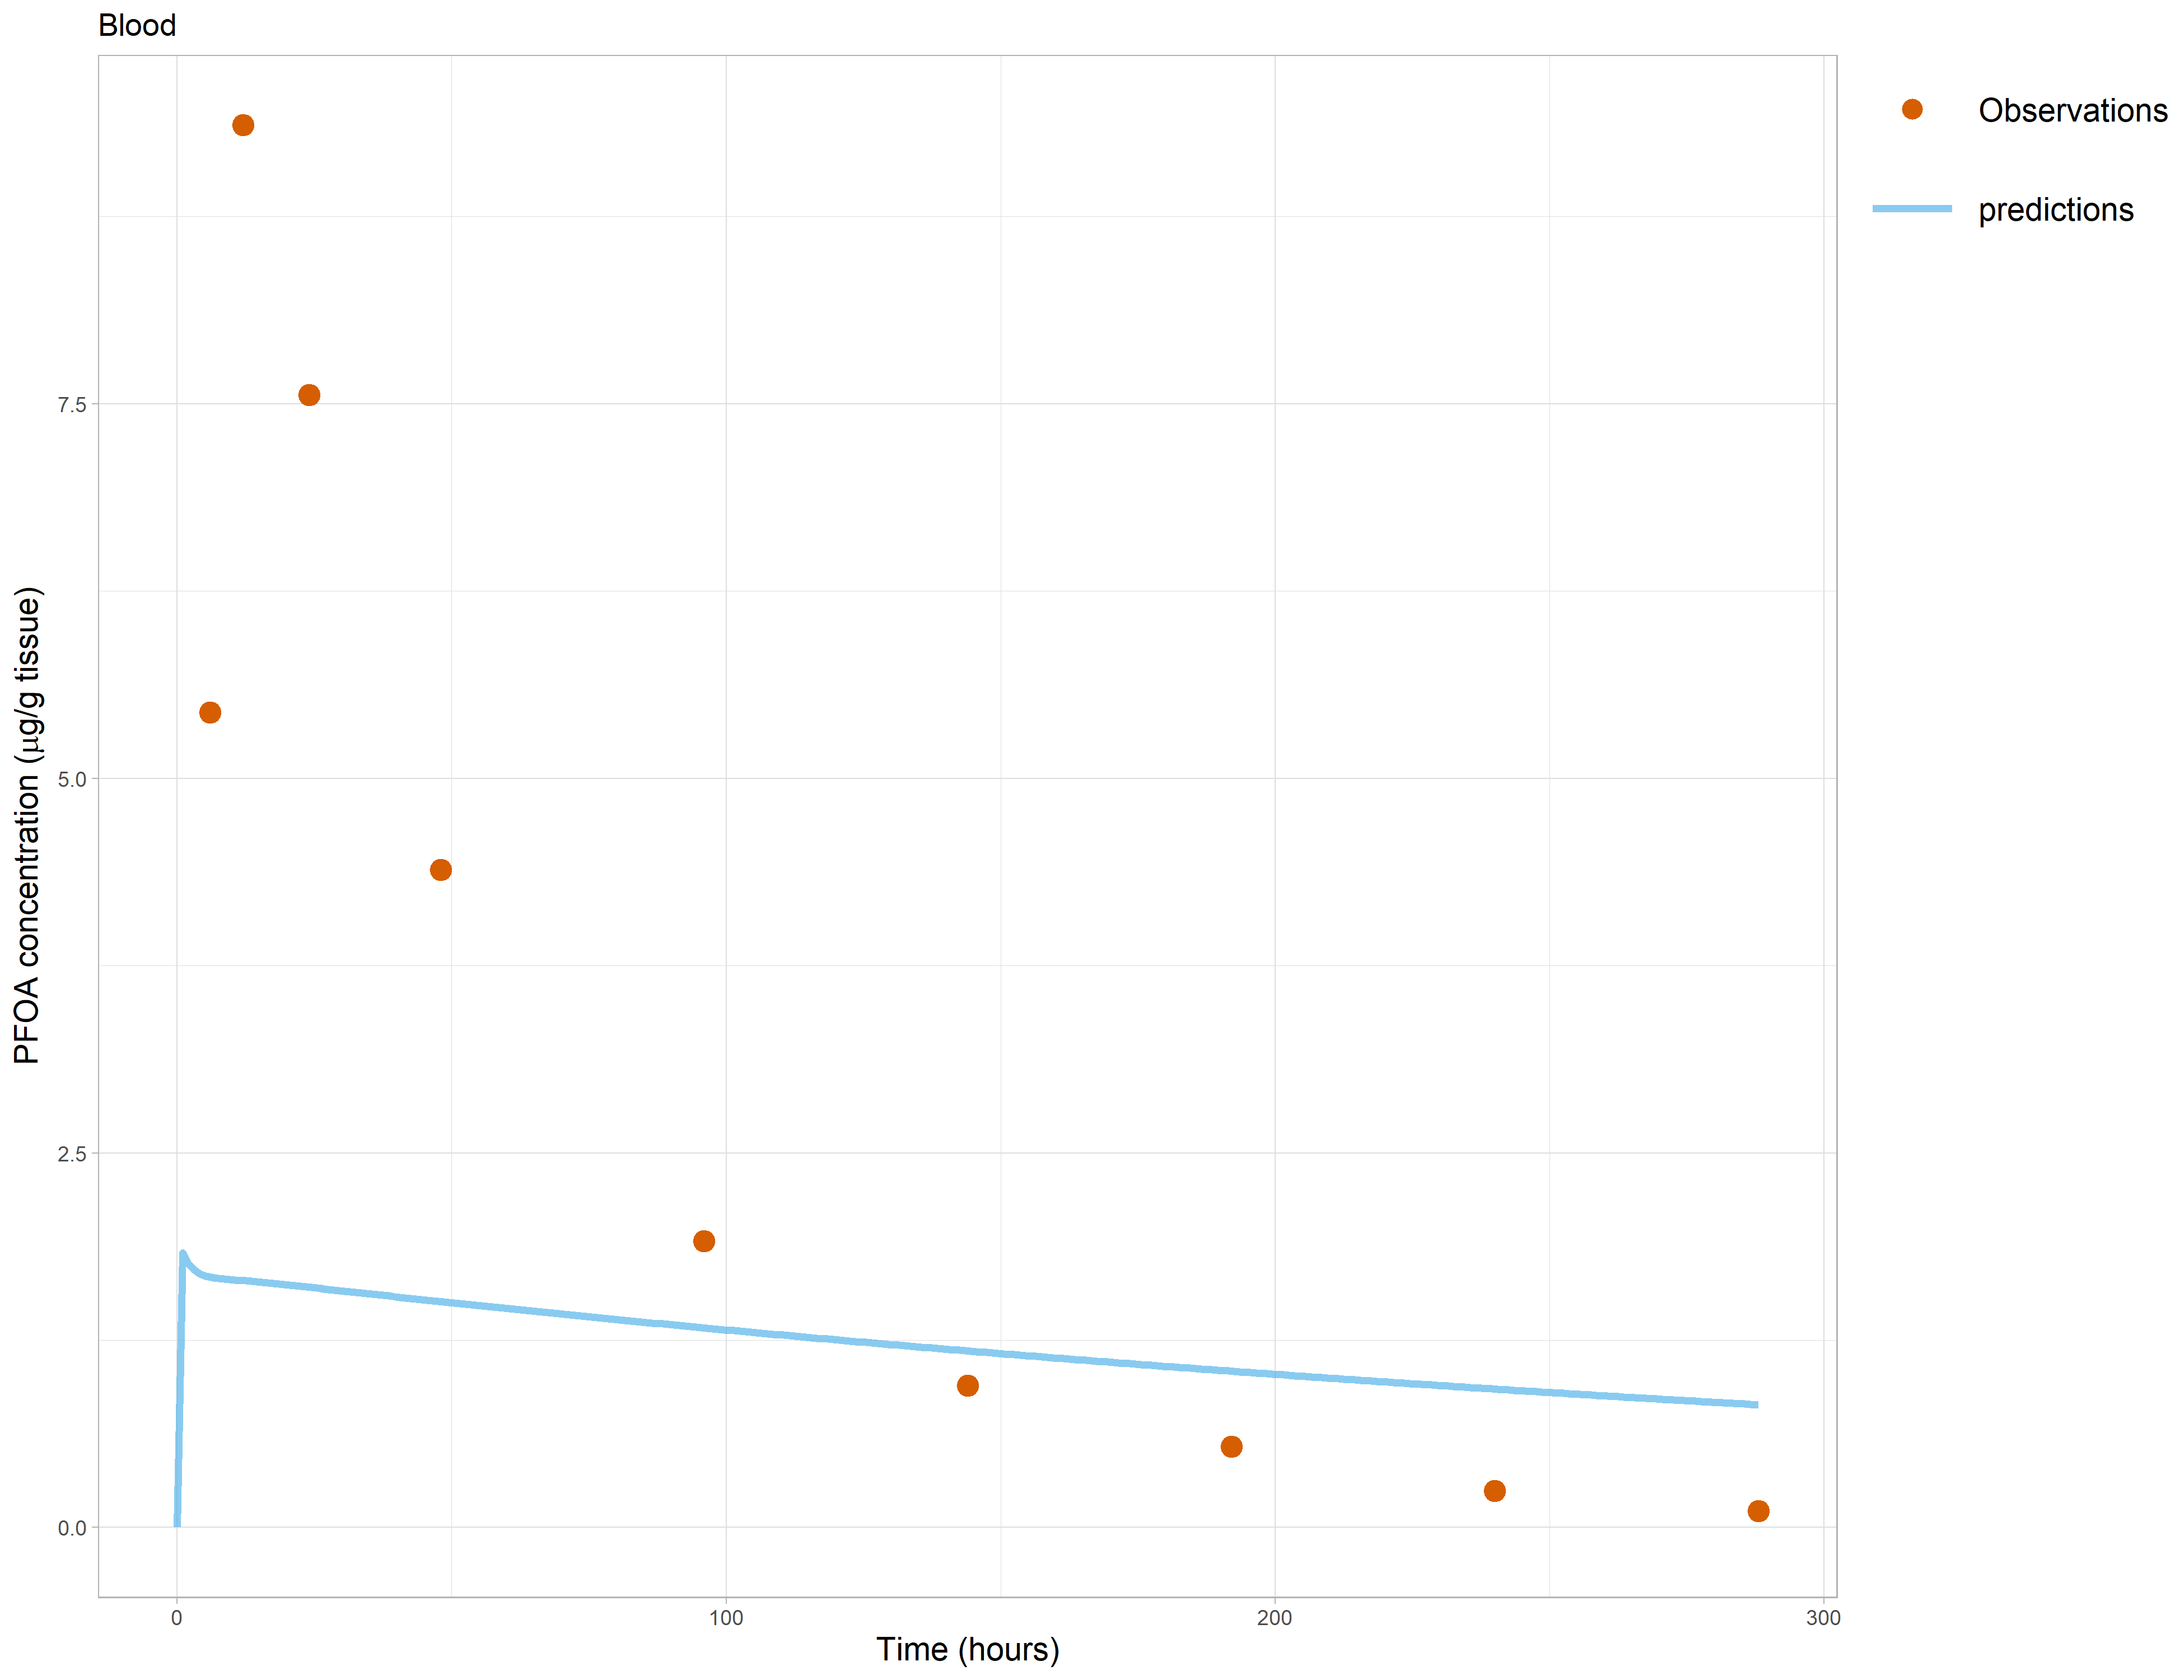 Blood
Observations
predictions
PFOA concentration (μg/g tissue)
7.5
5.0
2.5
0.0
0
100
200
300
Time (hours)